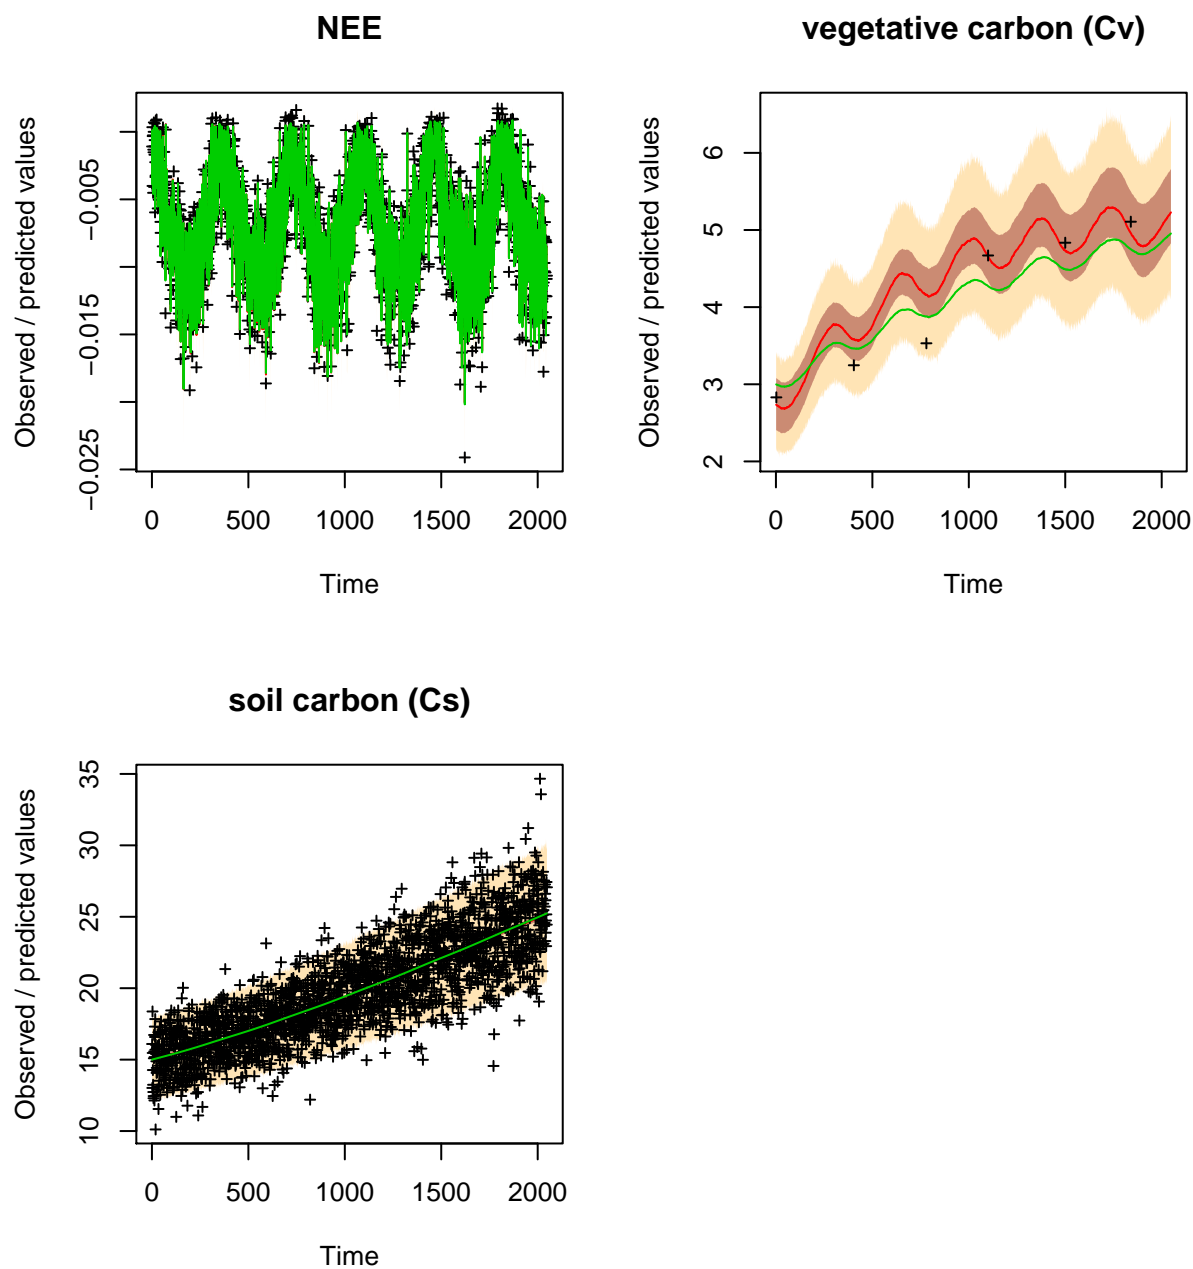 NEE
Observed / predicted values
−0.005
−0.015
−0.025
0 500 1000 1500 2000
Time
vegetative carbon (Cv)
Observed / predicted values
6
5
4
3
2
0 500 1000 1500 2000
Time
soil carbon (Cs)
Observed / predicted values
35
30
25
20
15
10
0 500 1000 1500 2000
Time